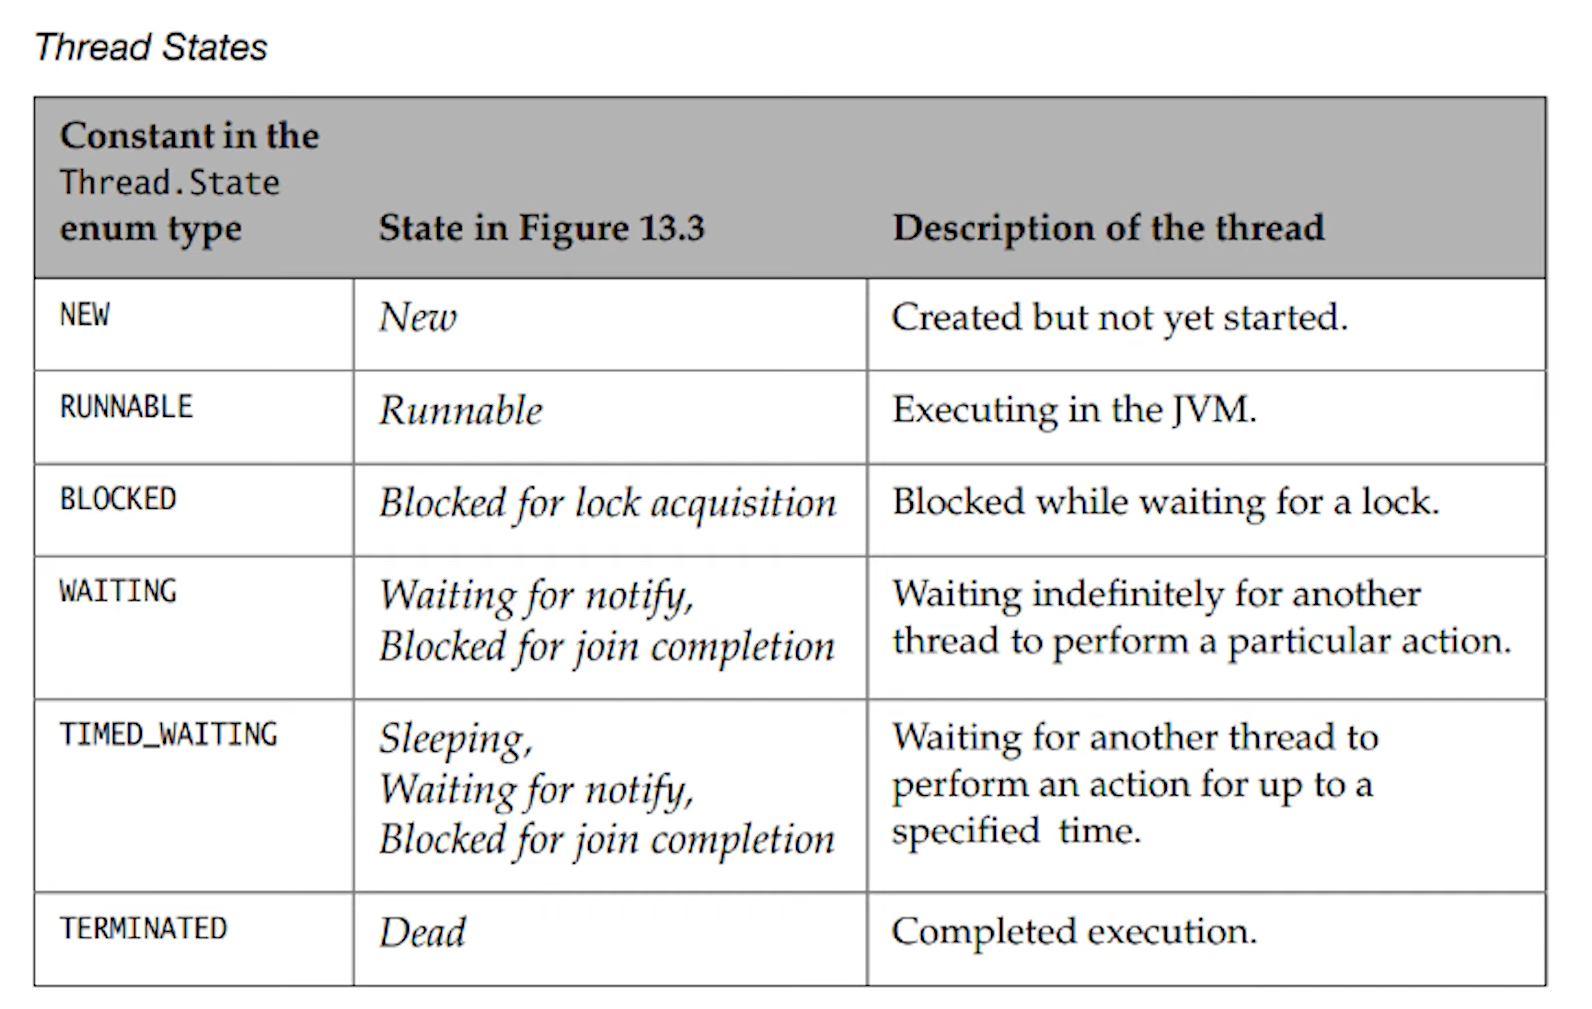 Thread States
Constant in the
Thread.State
enum type
State in Figure 13.3
Description of the thread
NEW
New
Created but not yet started.
RUNNABLE
Runnable
Executing in the JVM.
BLOCKED
Blocked for lock acquisition
Blocked while waiting for a lock.
WAITING
Waiting for notify,
Blocked for join completion
Waiting indefinitely for another
thread to perform a particular action.
TIMED_WAITING
Sleeping,
Waiting for notify,
Blocked for join completion
Waiting for another thread to
perform an action for up to a
specified time.
TERMINATED
Dead
Completed execution.